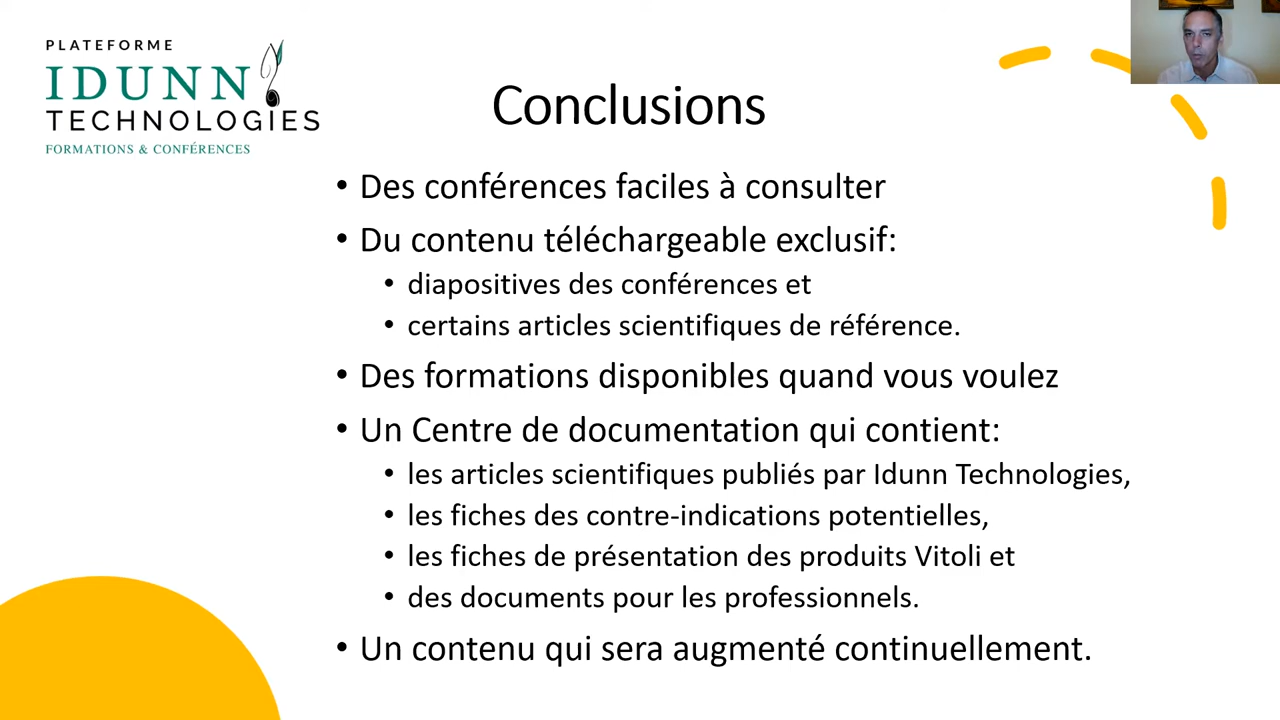 PLATEFORME
IDUNN
TECHNOLOGIES
FORMATIONS & CONFÉRENCES
Conclusions
• Des conférences faciles à consulter
• Du contenu téléchargeable exclusif:
• diapositives des conférences et
• certains articles scientifiques de référence.
• Des formations disponibles quand vous voulez
• Un Centre de documentation qui contient:
• les articles scientifiques publiés par Idunn Technologies,
• les fiches des contre-indications potentielles,
• les fiches de présentation des produits Vitoli et
• des documents pour les professionnels.
• Un contenu qui sera augmenté continuellement.